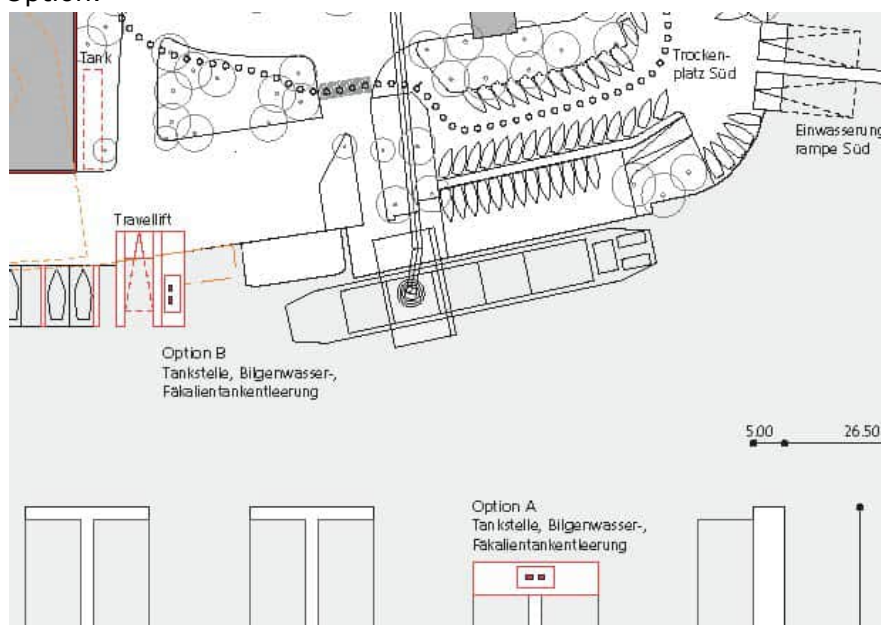 Option.
Tank
Trocken-
platz Süd
Einwasserung
rampe Süd
Travellift
Option B
Tankstelle, Bilgenwasser-,
Fäkalientankentleerung
5.00 26.50
Option A
Tankstelle, Bilgenwasser-,
Fäkalientankentleerung